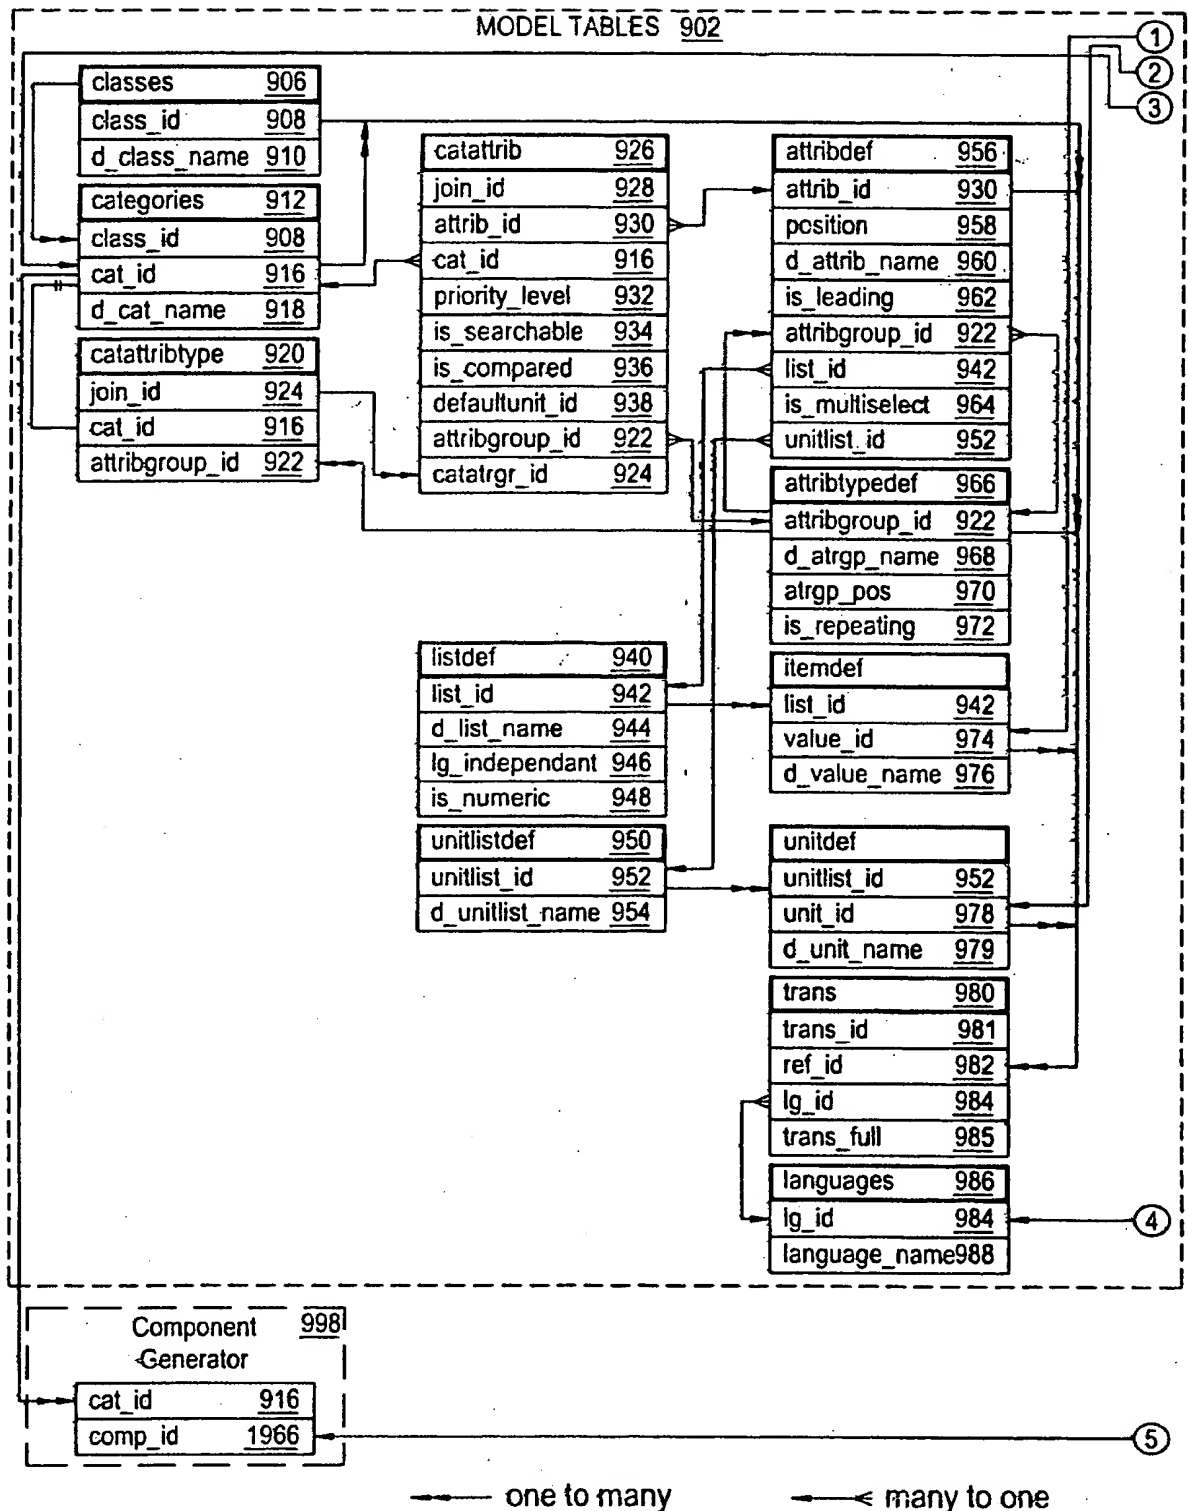 MODEL TABLES 902
1
2
3
classes 906
class_id 908
d_class_name 910
categories 912
class_id 908
cat_id 916
d_cat_name 918
catattribtype 920
join_id 924
cat_id 916
attribgroup_id 922
catattrib 926
join_id 928
attrib_id 930
cat_id 916
priority_level 932
is_searchable 934
is_compared 936
defaultunit_id 938
attribgroup_id 922
catatrgr_id 924
attribdef 956
attrib_id 930
position 958
d_attrib_name 960
is_leading 962
attribgroup_id 922
list_id 942
is_multiselect 964
unitlist_id 952
attribtypedef 966
attribgroup_id 922
d_atrgp_name 968
atrgp_pos 970
is_repeating 972
listdef 940
list_id 942
d_list_name 944
lg_independant 946
is_numeric 948
unitlistdef 950
unitlist_id 952
d_unitlist_name 954
itemdef
list_id 942
value_id 974
d_value_name 976
unitdef
unitlist_id 952
unit_id 978
d_unit_name 979
trans 980
trans_id 981
ref_id 982
lg_id 984
trans_full 985
languages 986
lg_id 984
language_name 988
4
Component 998
Generator
cat_id 916
comp_id 1966
5
one to many
many to one